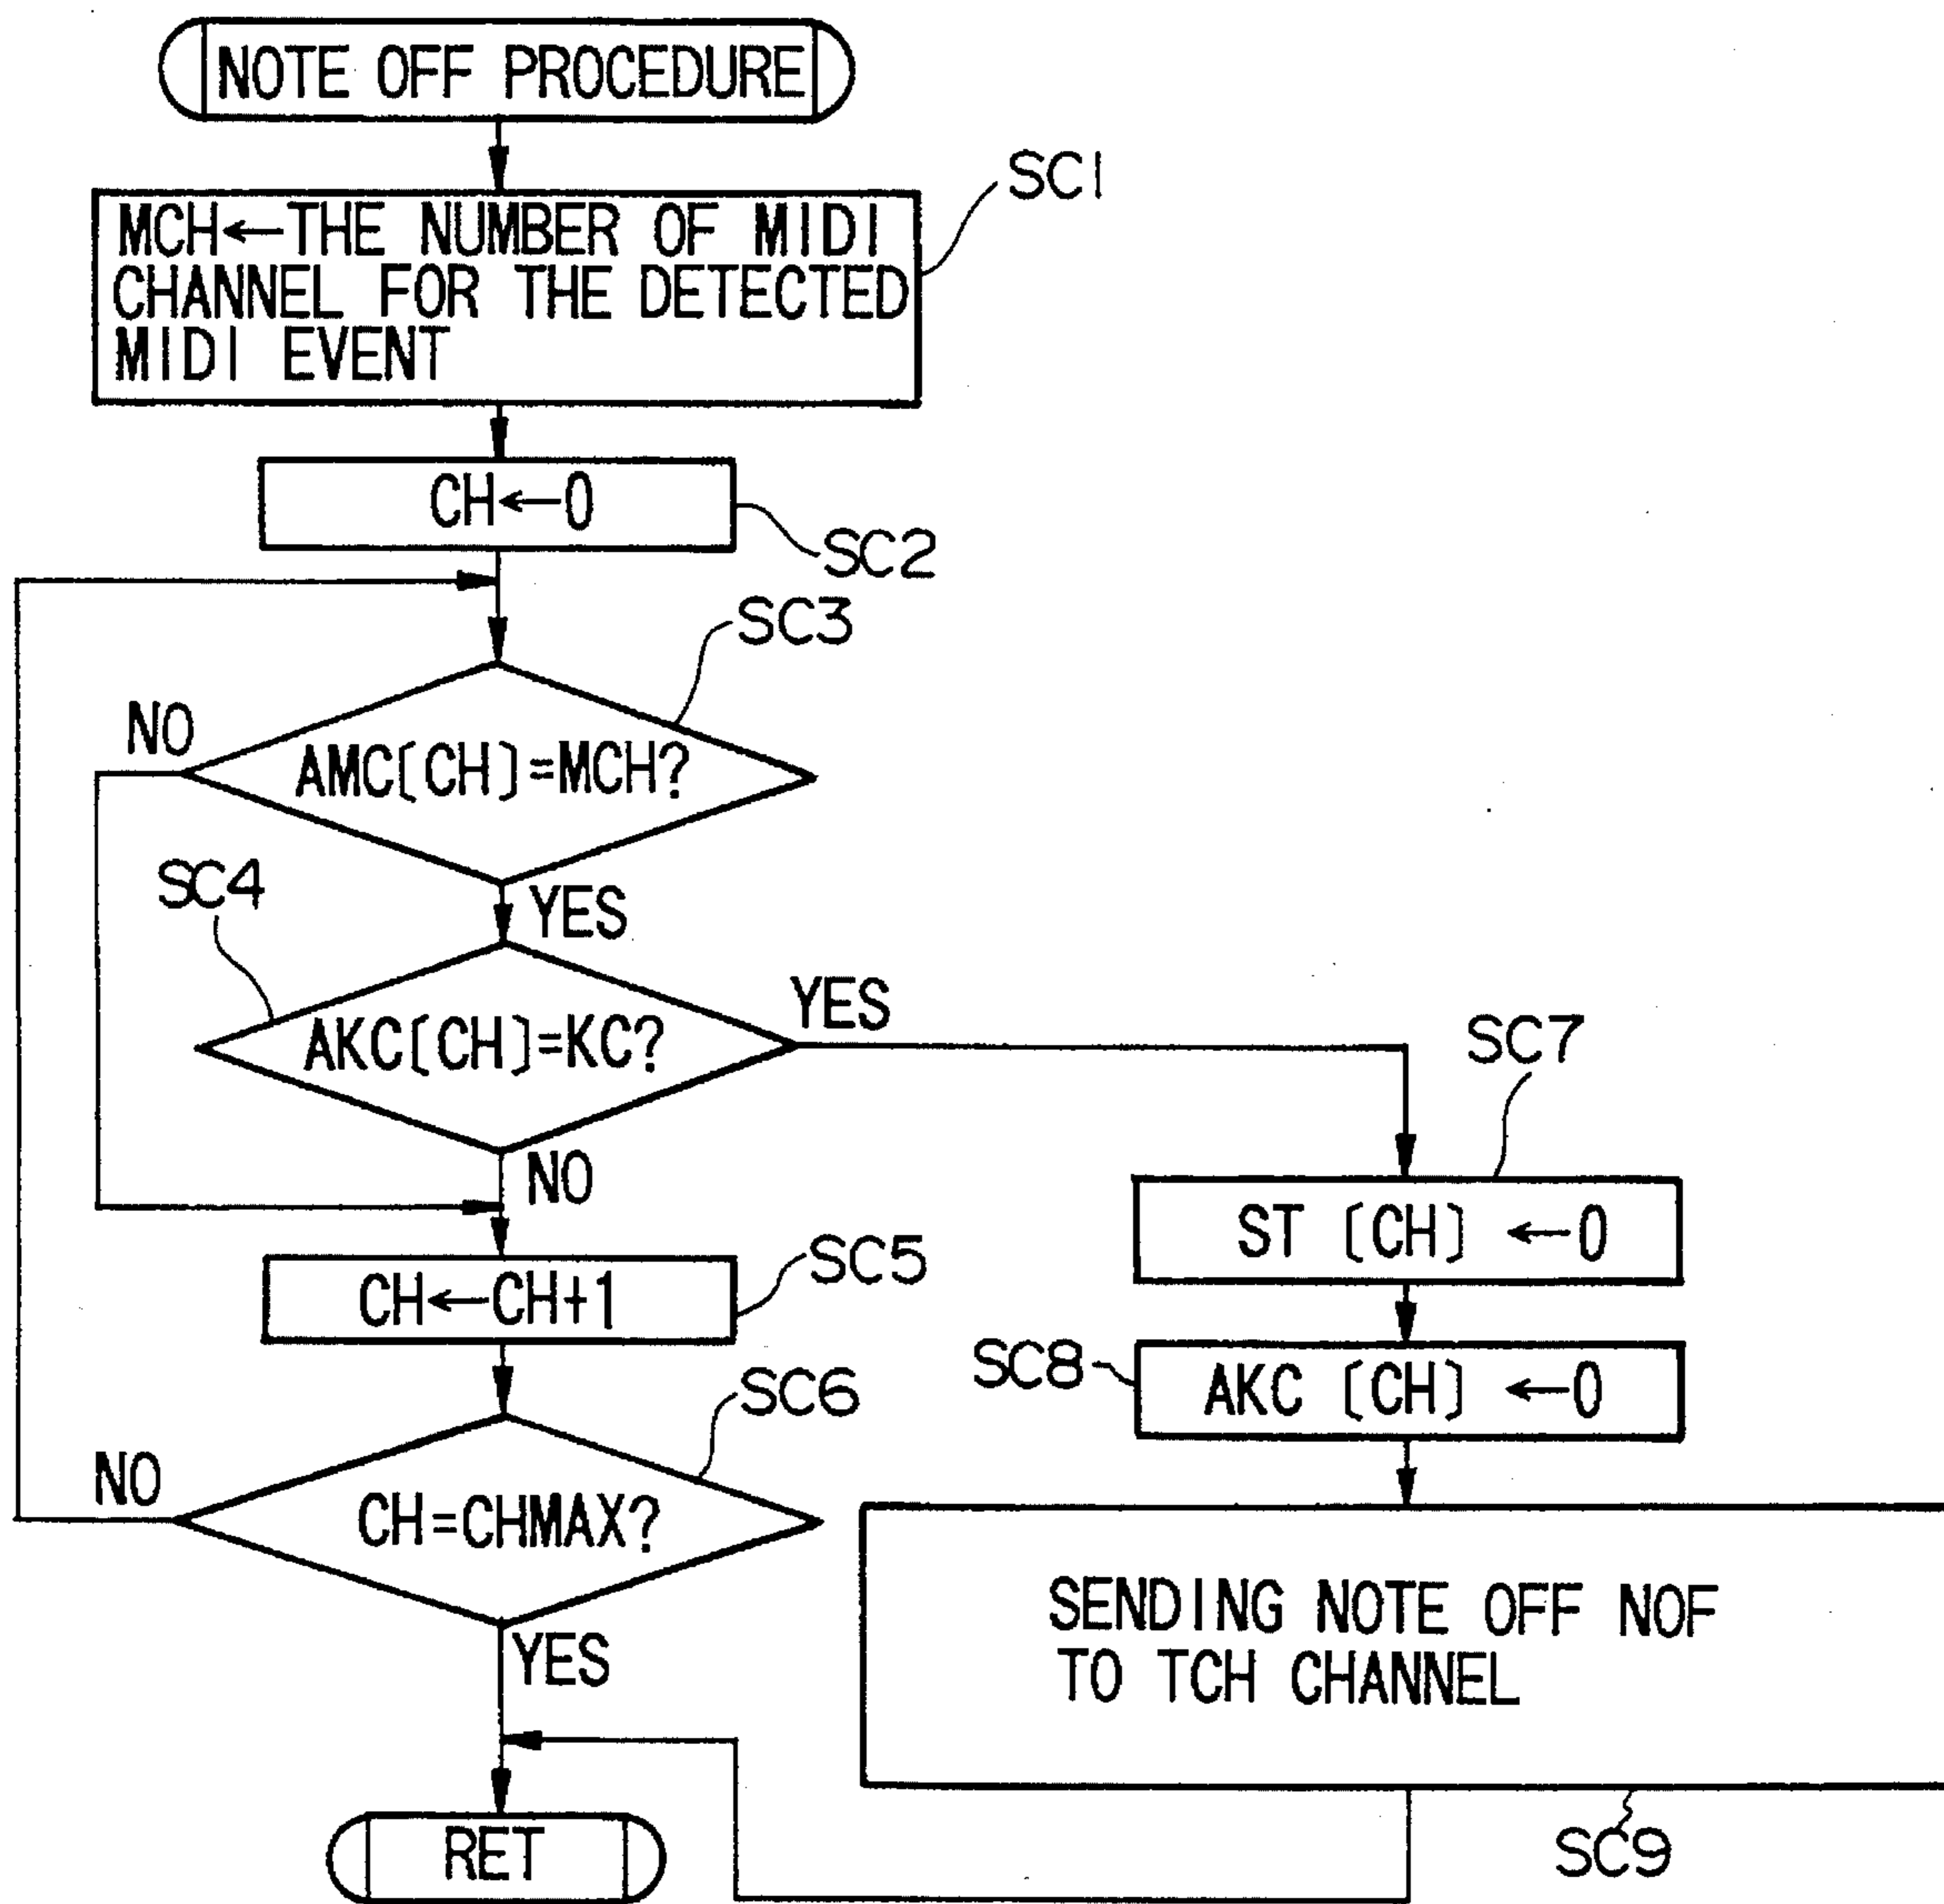 NOTE OFF PROCEDURE
SC1
MCH←THE NUMBER OF MIDI
CHANNEL FOR THE DETECTED
MIDI EVENT
CH←0
SC2
SC3
NO
AMC[CH]=MCH?
SC4
YES
YES
AKC[CH]=KC?
SC7
NO
ST [CH] ←0
SC5
CH←CH+1
SC8
AKC [CH] ←0
SC6
NO
CH=CHMAX?
SENDING NOTE OFF NOF
TO TCH CHANNEL
YES
RET
SC9